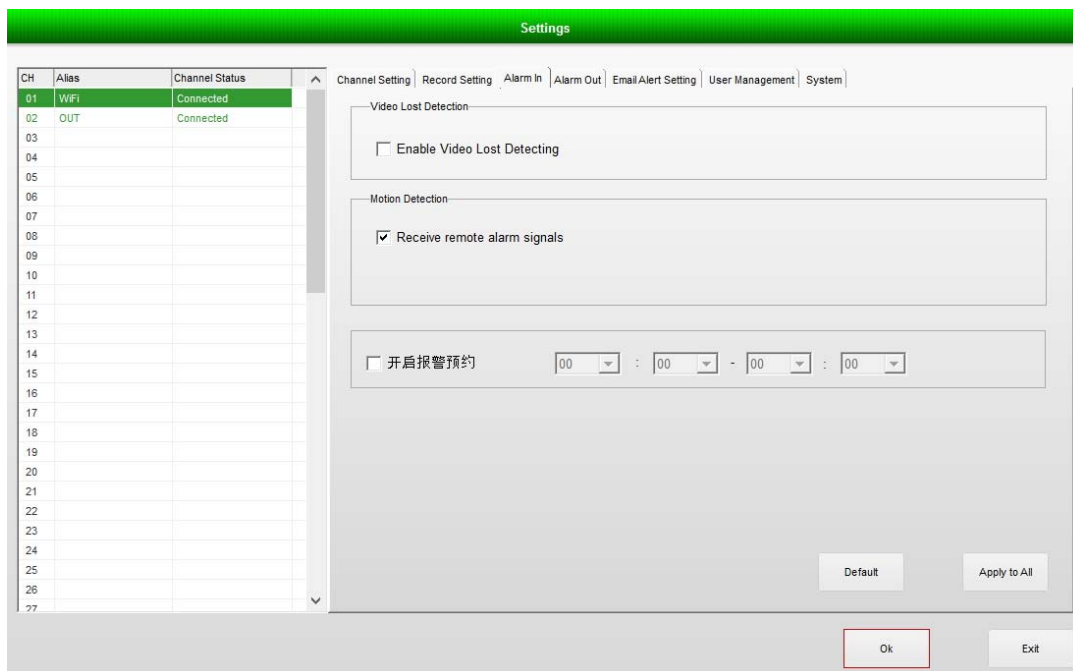 Settings
CH Alias Channel Status
01 WiFi Connected
02 OUT Connected
03
04
05
06
07
08
09
10
11
12
13
14
15
16
17
18
19
20
21
22
23
24
25
26
27
Channel Setting Record Setting Alarm In Alarm Out Email Alert Setting User Management System
Video Lost Detection
Enable Video Lost Detecting
Motion Detection
Receive remote alarm signals
开启报警预约 00 : 00 - 00 : 00
Default Apply to All
Ok Exit